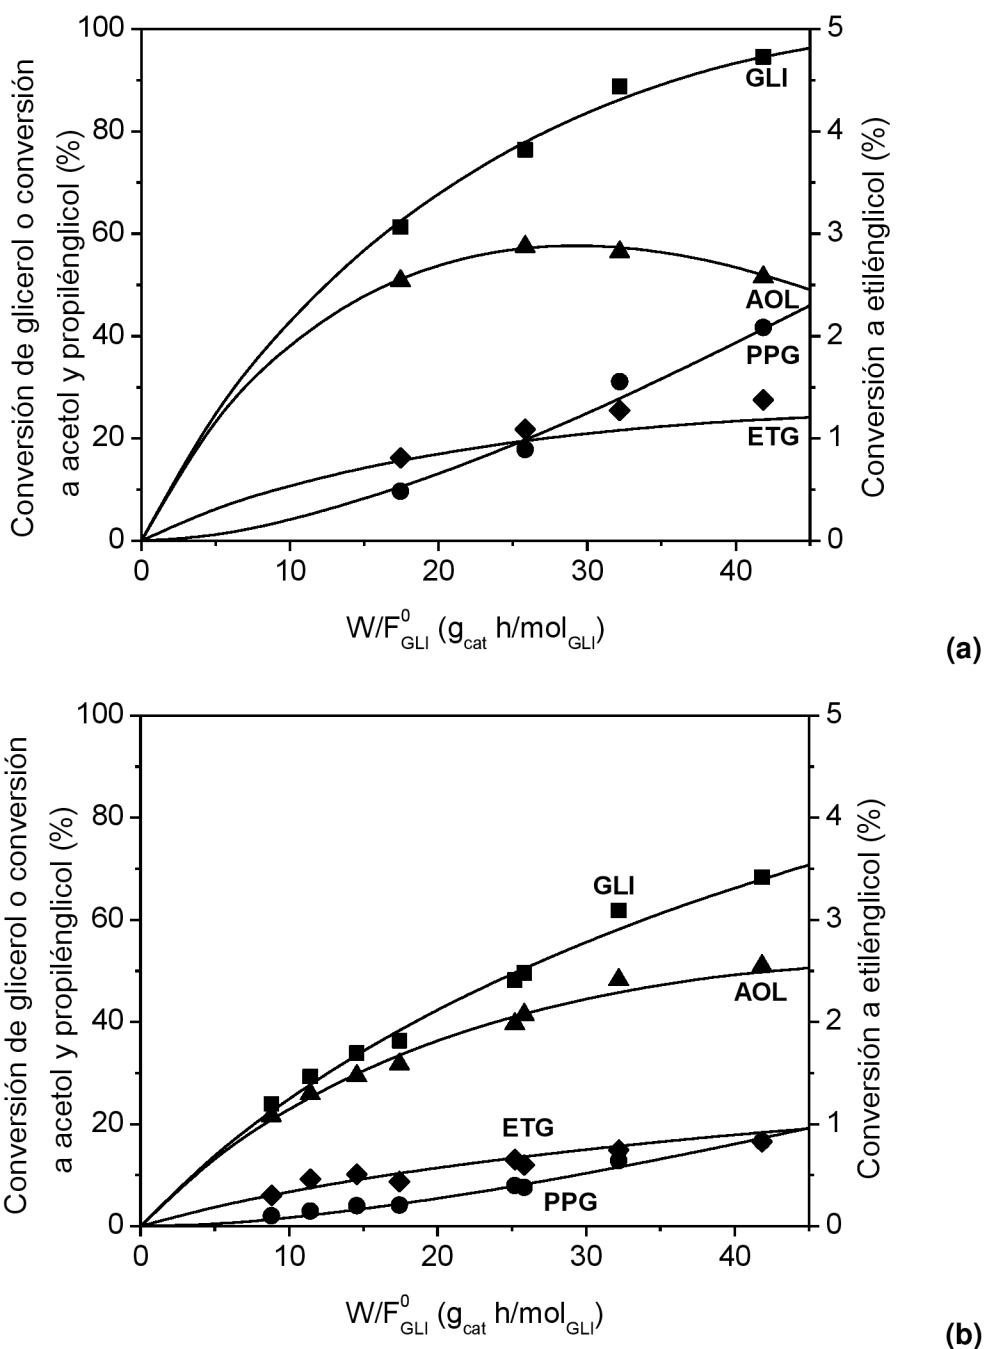 Conversión de glicerol o conversión
a acetol y propilénglicol (%)
100
80
60
40
20
0
GLI
AOL
PPG
ETG
5
4
3
2
1
0
Conversión a etilénglicol (%)
0 10 20 30 40
W/F⁰GLI (gcat h/molGLI)
(a)
Conversión de glicerol o conversión
a acetol y propilénglicol (%)
100
80
60
40
20
0
GLI
AOL
ETG
PPG
5
4
3
2
1
0
Conversión a etilénglicol (%)
0 10 20 30 40
W/F⁰GLI (gcat h/molGLI)
(b)